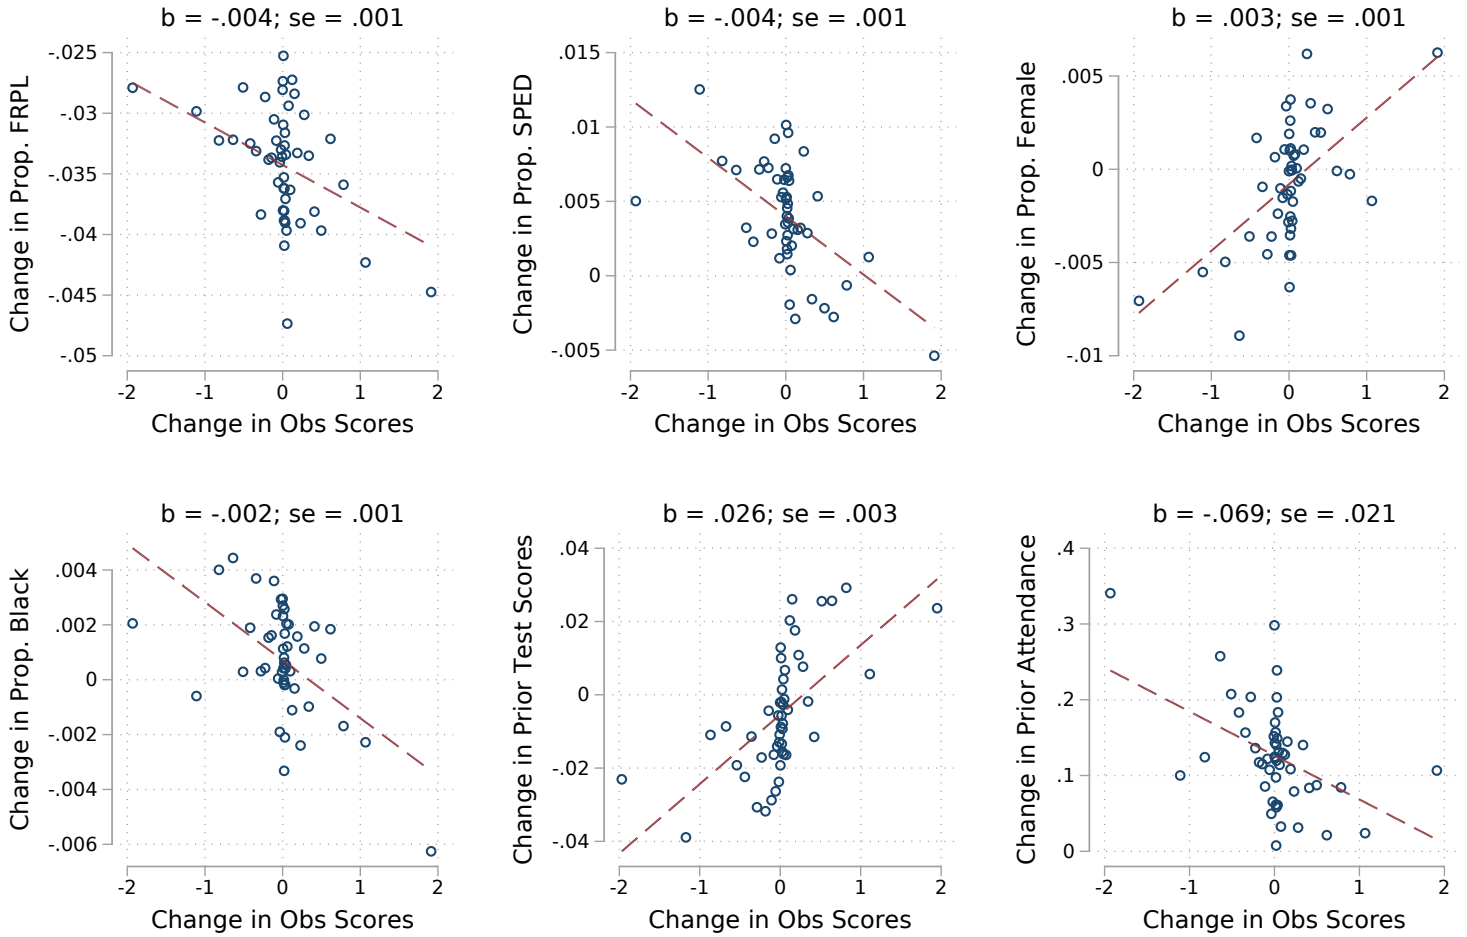 b = -.004; se = .001
Change in Prop. FRPL
-.025
-.03
-.035
-.04
-.045
-.05
-2 -1 0 1 2
Change in Obs Scores
b = -.004; se = .001
Change in Prop. SPED
.015
.01
.005
0
-.005
-2 -1 0 1 2
Change in Obs Scores
b = .003; se = .001
Change in Prop. Female
.005
0
-.005
-.01
-2 -1 0 1 2
Change in Obs Scores
b = -.002; se = .001
Change in Prop. Black
.004
.002
0
-.002
-.004
-.006
-2 -1 0 1 2
Change in Obs Scores
b = .026; se = .003
Change in Prior Test Scores
.04
.02
0
-.02
-.04
-2 -1 0 1 2
Change in Obs Scores
b = -.069; se = .021
Change in Prior Attendance
.4
.3
.2
.1
0
-2 -1 0 1 2
Change in Obs Scores